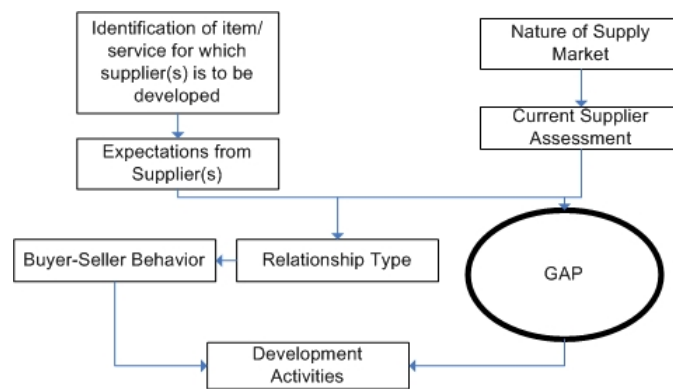 Identification of item/
service for which
supplier(s) is to be
developed
Nature of Supply
Market
Expectations from
Supplier(s)
Current Supplier
Assessment
Buyer-Seller Behavior
Relationship Type
GAP
Development
Activities